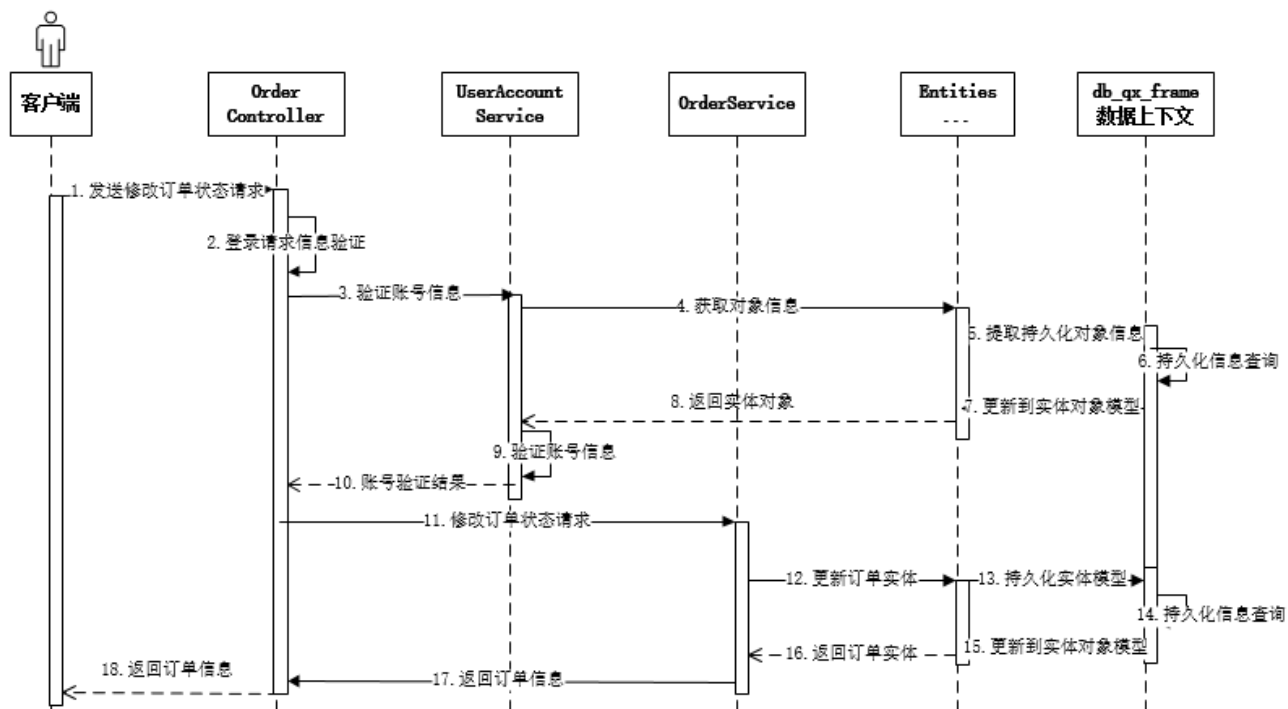 客户端
Order
Controller
UserAccount
Service
OrderService
Entities
...
db_qx_frame
数据上下文
1.发送修改订单状态请求
2.登录请求信息验证
3.验证账号信息
4.获取对象信息
5.提取持久化对象信息
6.持久化信息查询
7.更新到实体对象模型
8.返回实体对象
9.验证账号信息
10.账号验证结果
11.修改订单状态请求
12.更新订单实体
13.持久化实体模型
14.持久化信息查询
15.更新到实体对象模型
16.返回订单实体
17.返回订单信息
18.返回订单信息